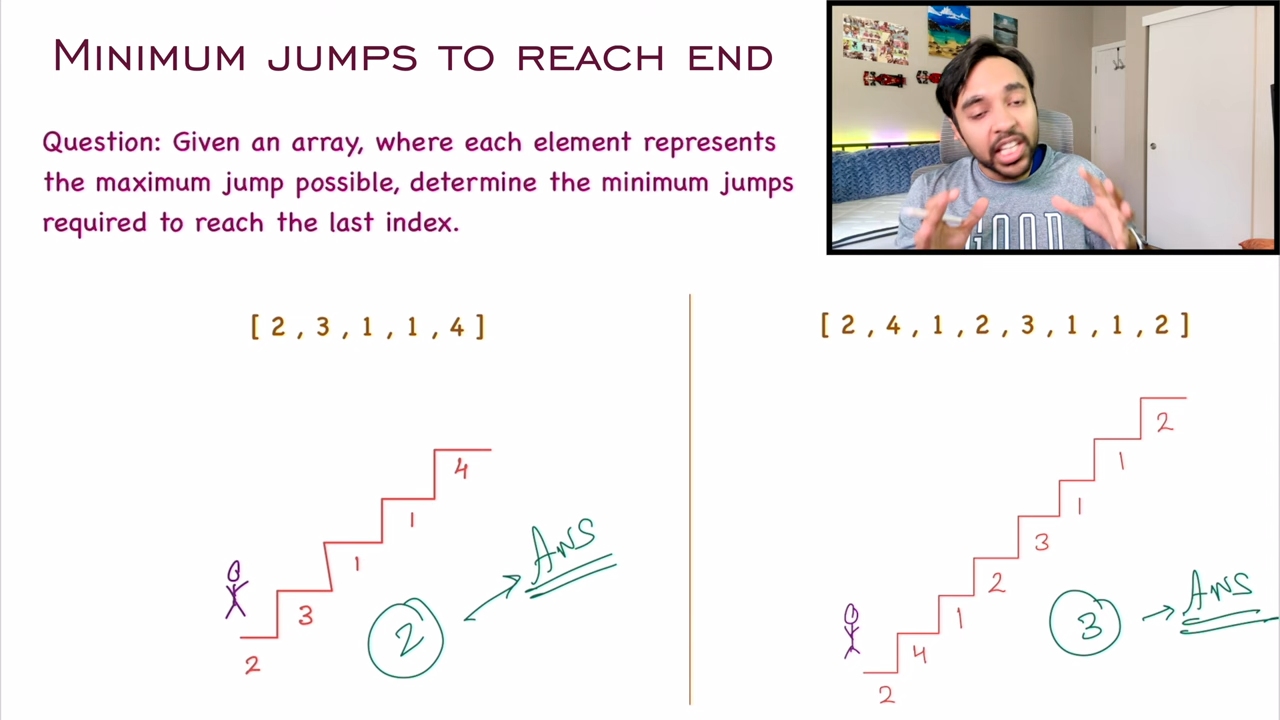 MINIMUM JUMPS TO REACH END
Question: Given an array, where each element represents
the maximum jump possible, determine the minimum jumps
required to reach the last index.
GOOD
[ 2 , 3 , 1 , 1 , 4 ]
2
3
1
1
4
2
Ans
[ 2 , 4 , 1 , 2 , 3 , 1 , 1 , 2 ]
2
4
1
2
3
1
1
2
3
Ans